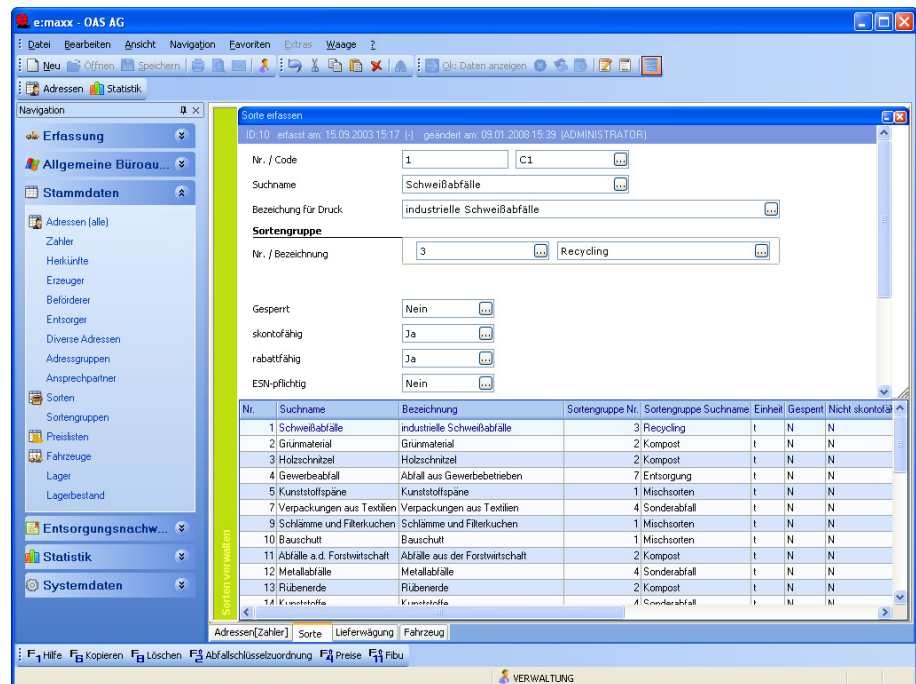 e:maxx - OAS AG
Datei Bearbeiten Ansicht Navigation Favoriten Extras Waage ?
Neu Öffnen Speichern Ok: Daten anzeigen
Adressen Statistik
Navigation
Erfassung
Allgemeine Büroau...
Stammdaten
Adressen (alle)
Zahler
Herkünfte
Erzeuger
Beförderer
Entsorger
Diverse Adressen
Adressgruppen
Ansprechpartner
Sorten
Sortengruppen
Preislisten
Fahrzeuge
Lager
Lagerbestand
Entsorgungsnachw...
Statistik
Systemdaten
Sorten verwalten
Sorte erfassen
ID:10 erfasst am: 15.09.2003 15:17 (-) geändert am: 09.01.2008 15:39 (ADMINISTRATOR)
Nr. / Code 1 C1 ...
Suchname Schweißabfälle ...
Bezeichung für Druck industrielle Schweißabfälle ...
Sortengruppe
Nr. / Bezeichnung 3 ... Recycling ...
Gesperrt Nein ...
skontofähig Ja ...
rabattfähig Ja ...
ESN-pflichtig Nein ...
Nr. Suchname Bezeichnung Sortengruppe Nr. Sortengruppe Suchname Einheit Gesperrt Nicht skontofäh
1 Schweißabfälle industrielle Schweißabfälle 3 Recycling t N N
2 Grünmaterial Grünmaterial 2 Kompost t N N
3 Holzschnitzel Holzschnitzel 2 Kompost t N N
4 Gewerbeabfall Abfall aus Gewerbebetrieben 7 Entsorgung t N N
5 Kunststoffspäne Kunststoffspäne 1 Mischsorten t N N
7 Verpackungen aus Textilien Verpackungen aus Textilien 4 Sonderabfall t N N
9 Schlämme und Filterkuchen Schlämme und Filterkuchen 1 Mischsorten t N N
10 Bauschutt Bauschutt 1 Mischsorten t N N
11 Abfälle a.d. Forstwirtschaft Abfälle aus der Forstwirtschaft 2 Kompost t N N
12 Metallabfälle Metallabfälle 4 Sonderabfall t N N
13 Rübenerde Rübenerde 2 Kompost t N N
14 Kunststoffe Kunststoffe 4 Sonderabfall t N N
Adressen[Zahler] Sorte Lieferwägung Fahrzeug
F1 Hilfe F6 Kopieren F8 Löschen F2 Abfallschlüsselzuordnung F4 Preise F11 Fibu
VERWALTUNG